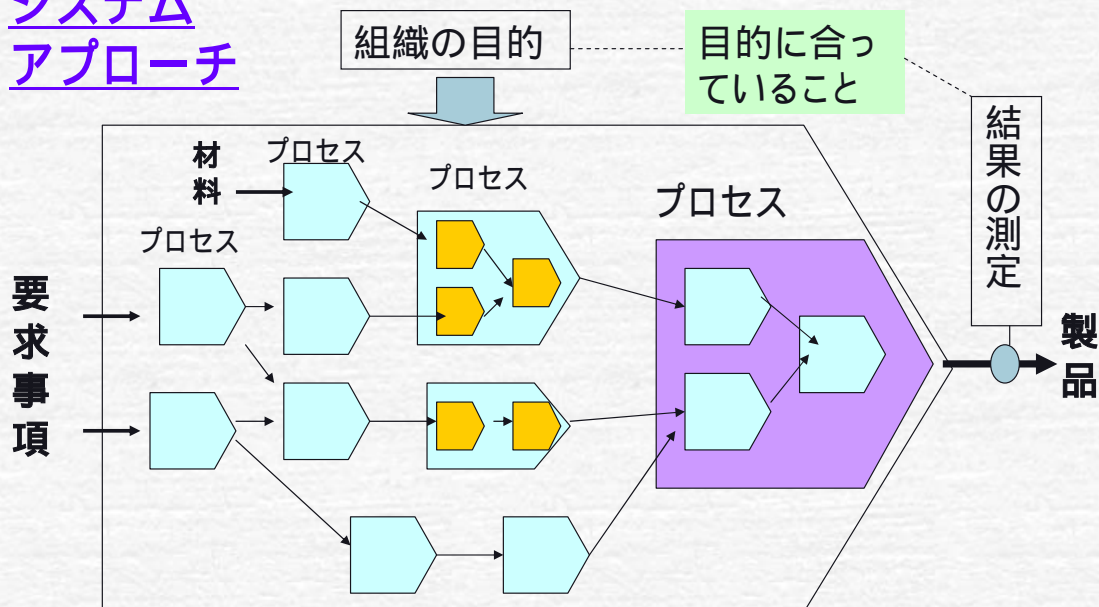 システム
アプローチ
組織の目的
目的に合っ
ていること
結果の測定
材料
プロセス
プロセス
プロセス
プロセス
要求事項
製品